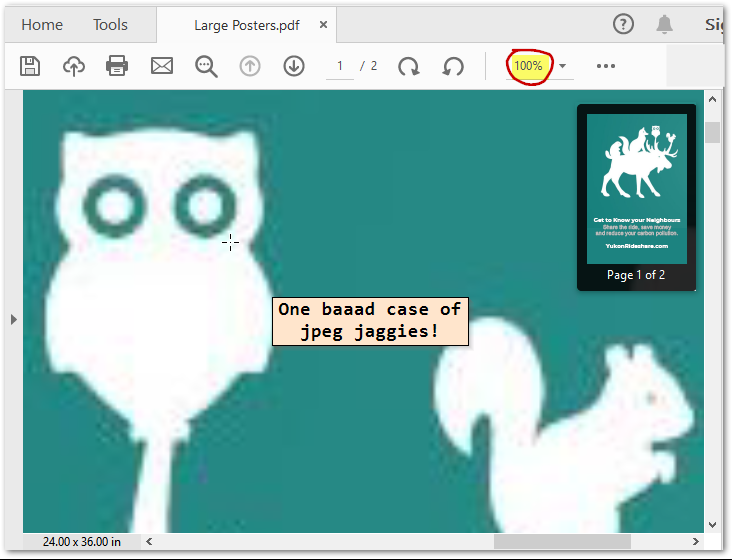 Home Tools Large Posters.pdf
1 / 2 100%
Get to Know your Neighbours
Share the ride, save money
and reduce your carbon pollution.
YukonRideshare.com
Page 1 of 2
One baaad case of
jpeg jaggies!
24.00 x 36.00 in